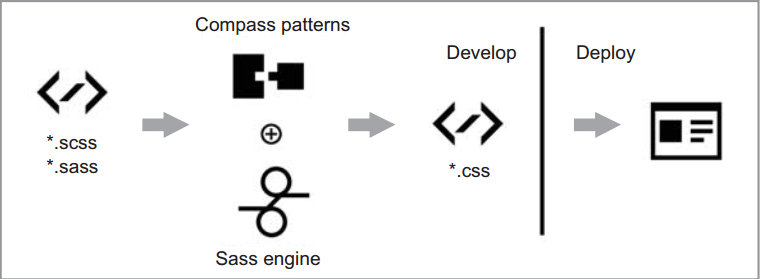 Compass patterns
Develop
Deploy
*.scss
*.sass
*.css
Sass engine